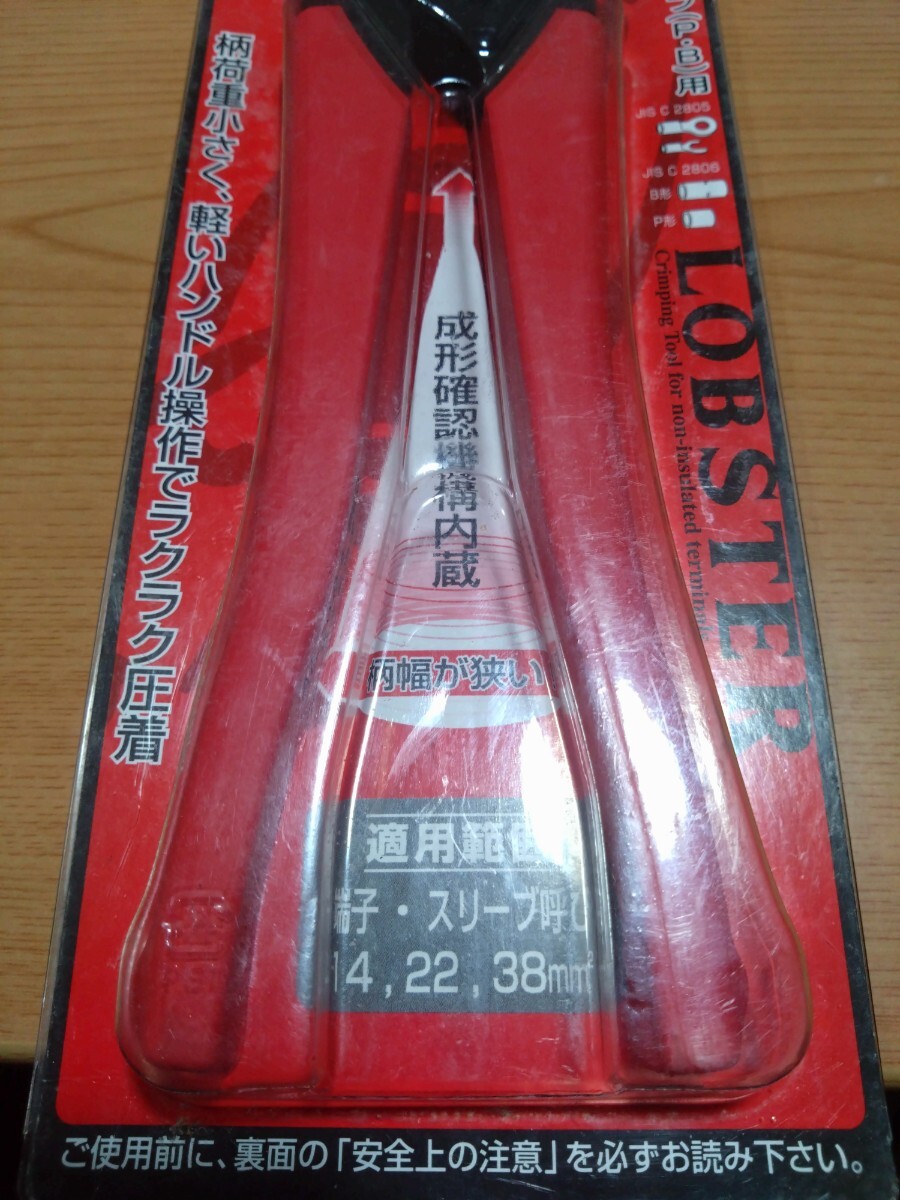 (P・B)用
JIS C 2805
JIS C 2806
B形
P形
LOBSTER
Crimping Tool for non-insulated
柄荷重小さく、軽いハンドル操作でラクラク圧着
成形確認機構内蔵
柄幅が狭い
適用範囲
端子・スリーブ呼び
14,22,38mm²
ご使用前に、裏面の「安全上の注意」を必ずお読み下さい。